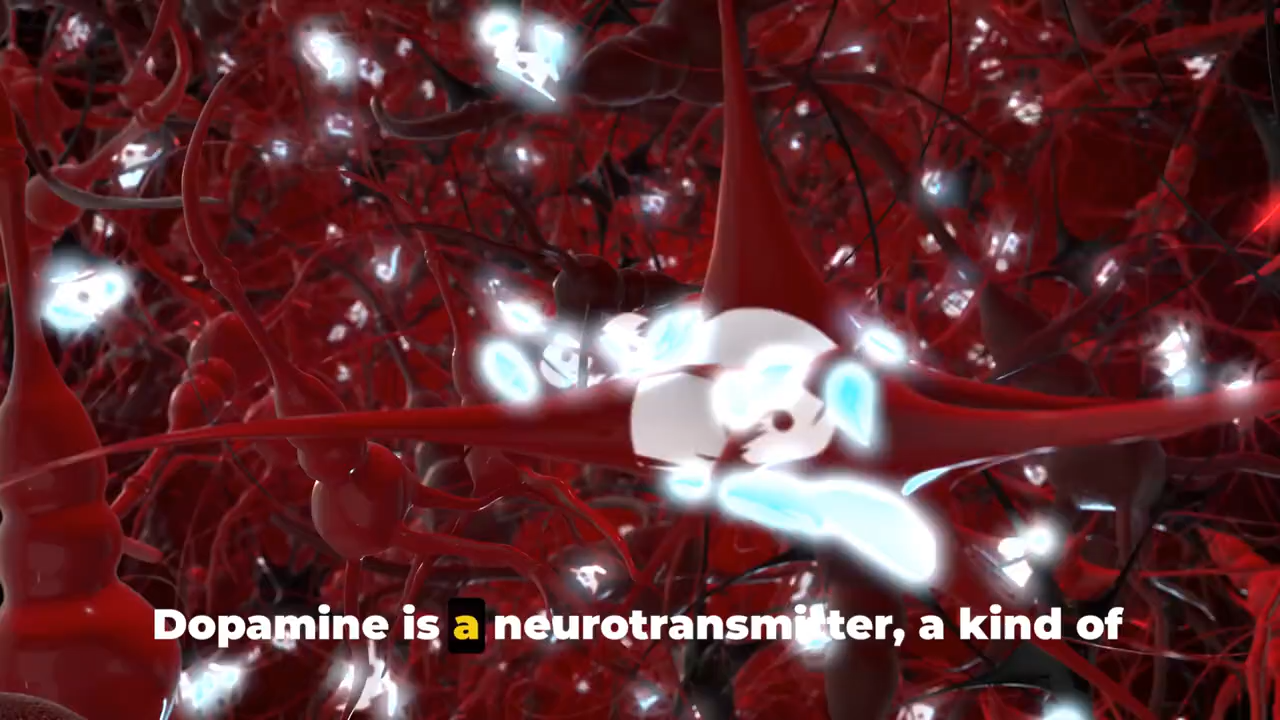 Dopamine is a neurotransmitter, a kind of